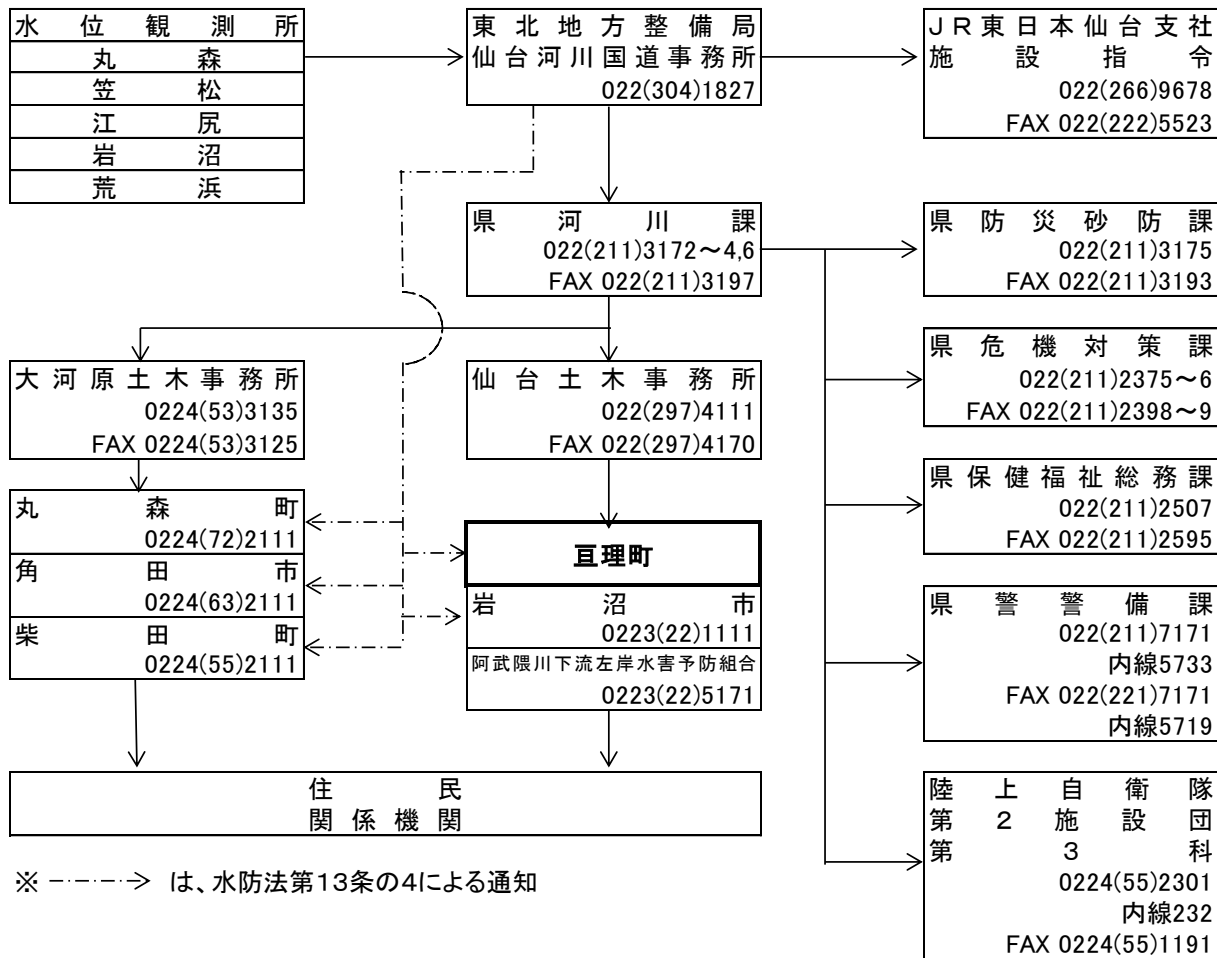 水位観測所
丸森
笠松
江尻
岩沼
荒浜
東北地方整備局
仙台河川国道事務所
022(304)1827
JR東日本仙台支社
施設指令
022(266)9678
FAX 022(222)5523
県河川課
022(211)3172～4,6
FAX 022(211)3197
県防災砂防課
022(211)3175
FAX 022(211)3193
県危機対策課
022(211)2375～6
FAX 022(211)2398～9
大河原土木事務所
0224(53)3135
FAX 0224(53)3125
仙台土木事務所
022(297)4111
FAX 022(297)4170
県保健福祉総務課
022(211)2507
FAX 022(211)2595
丸森町
0224(72)2111
角田市
0224(63)2111
柴田町
0224(55)2111
亘理町
岩沼市
0223(22)1111
阿武隈川下流左岸水害予防組合
0223(22)5171
県警警備課
022(211)7171
内線5733
FAX 022(221)7171
内線5719
住民
関係機関
陸上自衛隊
第2施設団
第3科
0224(55)2301
内線232
FAX 0224(55)1191
※ は、水防法第13条の4による通知